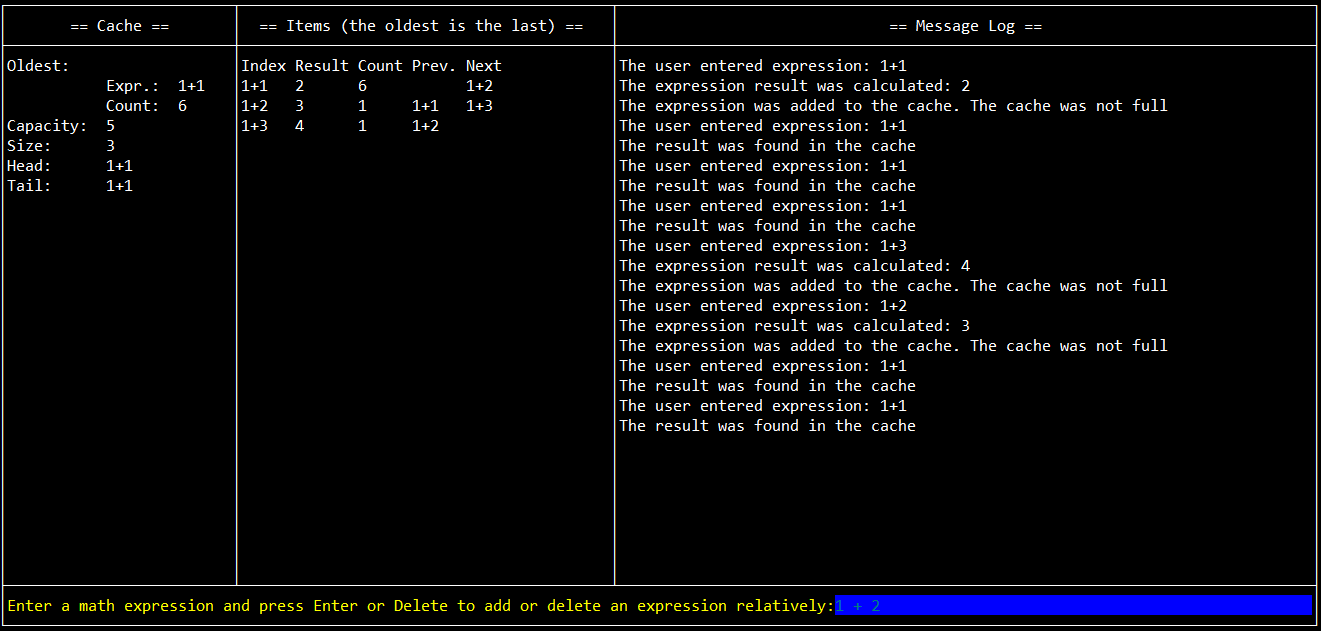 == Cache ==
Oldest:
Expr.: 1+1
Count: 6
Capacity: 5
Size: 3
Head: 1+1
Tail: 1+1
== Items (the oldest is the last) ==
Index Result Count Prev. Next
1+1 2 6 1+2
1+2 3 1 1+1 1+3
1+3 4 1 1+2
== Message Log ==
The user entered expression: 1+1
The expression result was calculated: 2
The expression was added to the cache. The cache was not full
The user entered expression: 1+1
The result was found in the cache
The user entered expression: 1+1
The result was found in the cache
The user entered expression: 1+1
The result was found in the cache
The user entered expression: 1+3
The expression result was calculated: 4
The expression was added to the cache. The cache was not full
The user entered expression: 1+2
The expression result was calculated: 3
The expression was added to the cache. The cache was not full
The user entered expression: 1+1
The result was found in the cache
The user entered expression: 1+1
The result was found in the cache
Enter a math expression and press Enter or Delete to add or delete an expression relatively:1 + 2